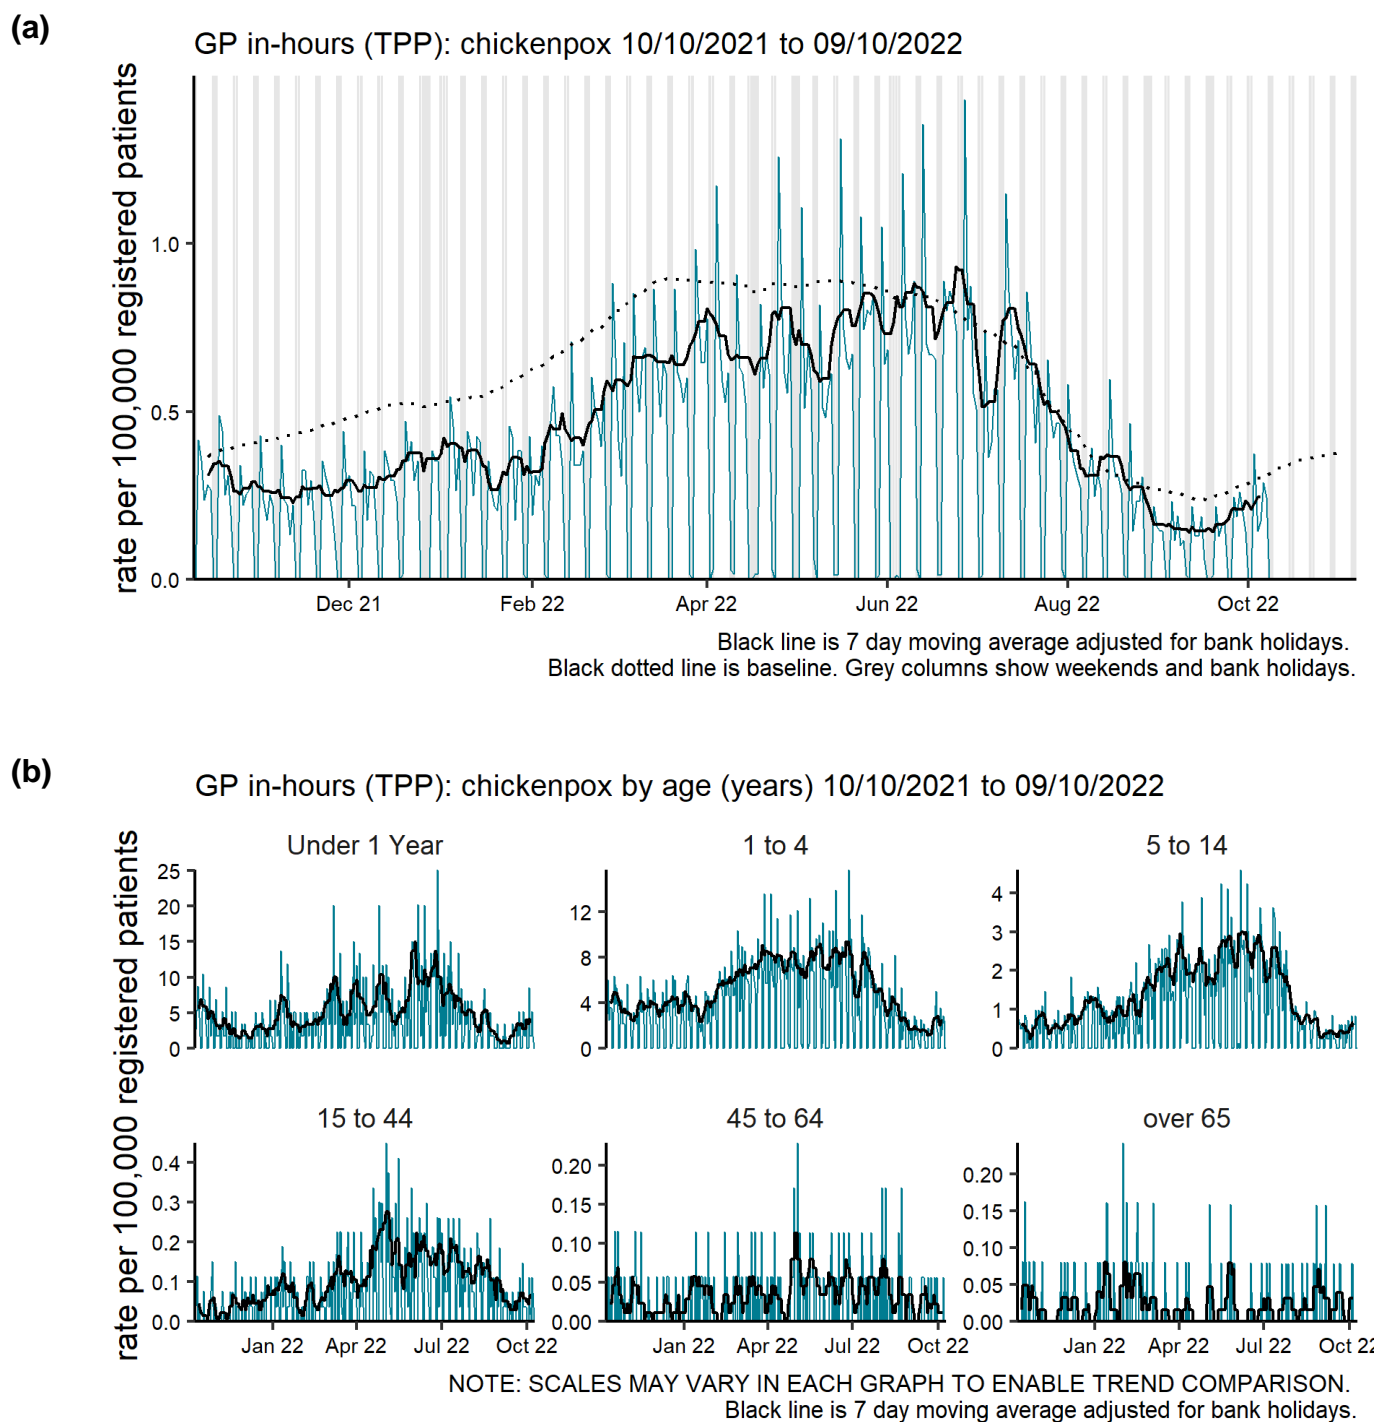 (a)
GP in-hours (TPP): chickenpox 10/10/2021 to 09/10/2022
rate per 100,000 registered patients
1.0
0.5
0.0
Dec 21 Feb 22 Apr 22 Jun 22 Aug 22 Oct 22
Black line is 7 day moving average adjusted for bank holidays.
Black dotted line is baseline. Grey columns show weekends and bank holidays.
(b)
GP in-hours (TPP): chickenpox by age (years) 10/10/2021 to 09/10/2022
rate per 100,000 registered patients
Under 1 Year
25
20
15
10
5
0
1 to 4
12
8
4
0
5 to 14
4
3
2
1
0
15 to 44
0.4
0.3
0.2
0.1
0.0
Jan 22 Apr 22 Jul 22 Oct 22
45 to 64
0.20
0.15
0.10
0.05
0.00
Jan 22 Apr 22 Jul 22 Oct 22
over 65
0.20
0.15
0.10
0.05
0.00
Jan 22 Apr 22 Jul 22 Oct 22
NOTE: SCALES MAY VARY IN EACH GRAPH TO ENABLE TREND COMPARISON.
Black line is 7 day moving average adjusted for bank holidays.